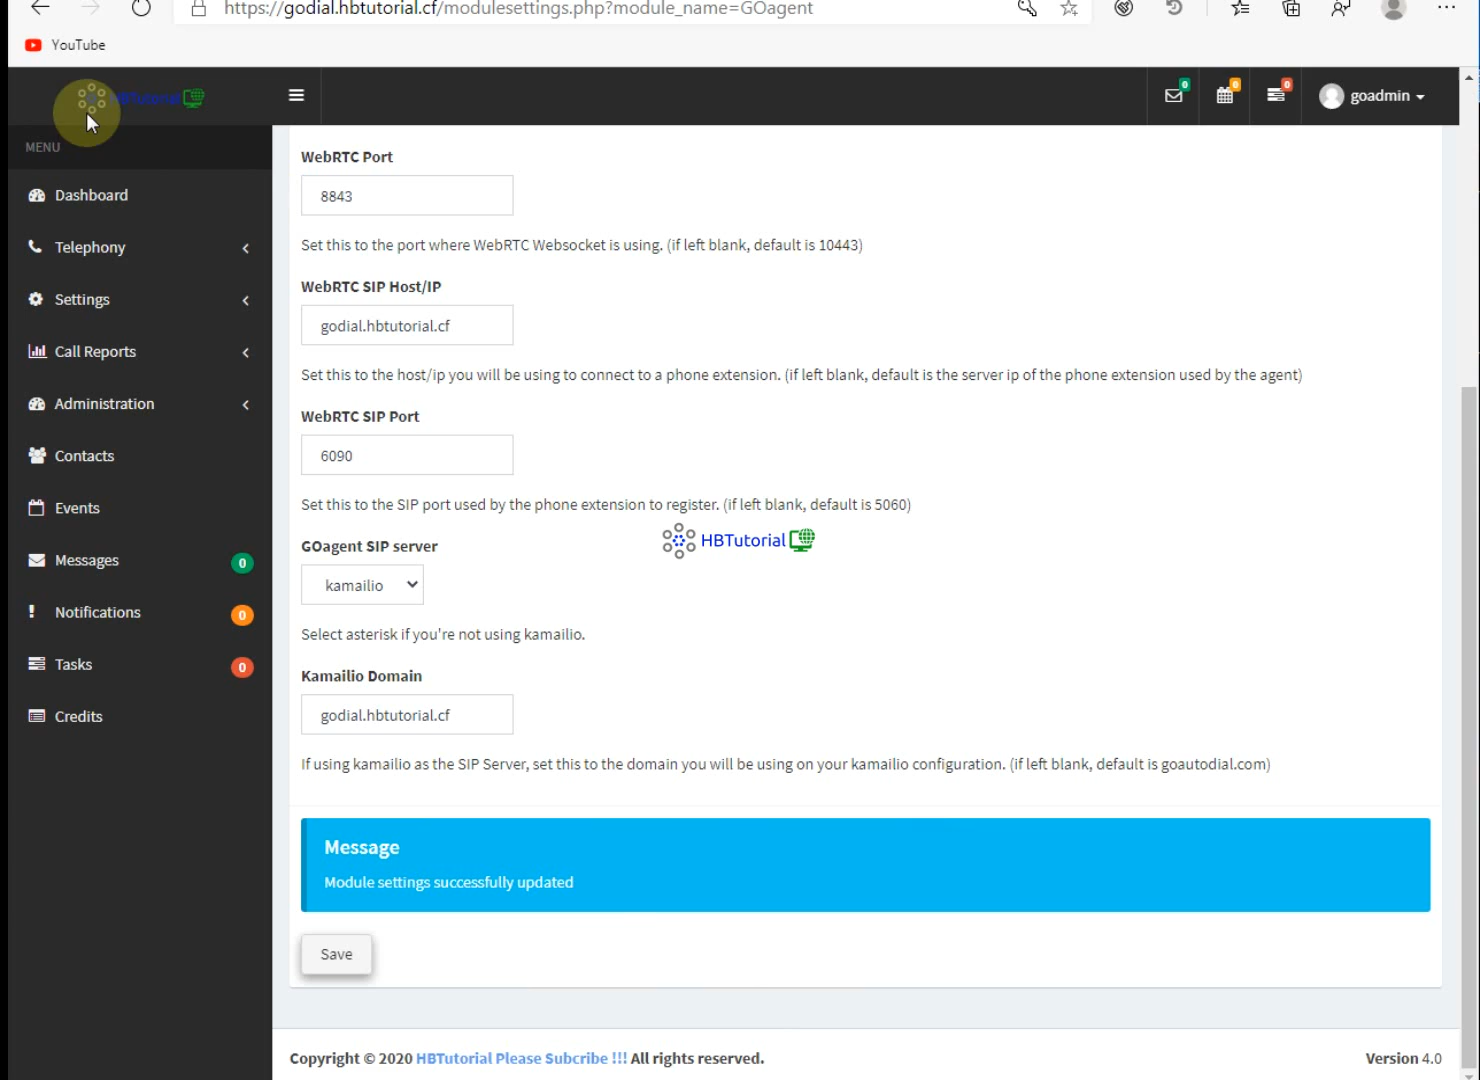 https://godial.hbtutorial.cf/modulesettings.php?module_name=GOagent
YouTube
HBTutorial
0
0
0
goadmin
MENU
Dashboard
Telephony
Settings
Call Reports
Administration
Contacts
Events
Messages
0
Notifications
0
Tasks
0
Credits
WebRTC Port
8843
Set this to the port where WebRTC Websocket is using. (if left blank, default is 10443)
WebRTC SIP Host/IP
godial.hbtutorial.cf
Set this to the host/ip you will be using to connect to a phone extension. (if left blank, default is the server ip of the phone extension used by the agent)
WebRTC SIP Port
6090
Set this to the SIP port used by the phone extension to register. (if left blank, default is 5060)
HBTutorial
GOagent SIP server
kamailio
Select asterisk if you're not using kamailio.
Kamailio Domain
godial.hbtutorial.cf
If using kamailio as the SIP Server, set this to the domain you will be using on your kamailio configuration. (if left blank, default is goautodial.com)
Message
Module settings successfully updated
Save
Copyright © 2020 HBTutorial Please Subcribe !!! All rights reserved.
Version 4.0